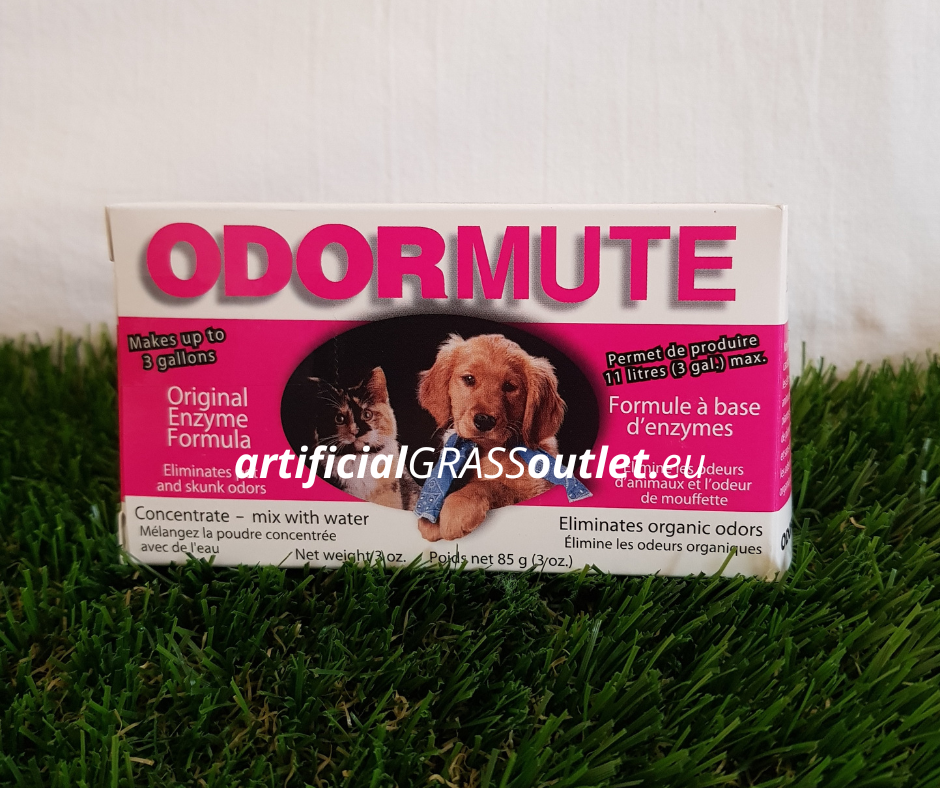 ODORMUTE
Makes up to
3 gallons
Permet de produire
11 litres (3 gal.) max.
Original
Enzyme
Formula
Formule à base
d'enzymes
artificialGRASSoutlet.eu
Eliminates
and skunk odors
Élimine les odeurs
d'animaux et l'odeur
de mouffette
Concentrate – mix with water
Mélangez la poudre concentrée
avec de l'eau
Eliminates organic odors
Élimine les odeurs organiques
Net weight 3 oz. Poids net 85 g (3 oz.)